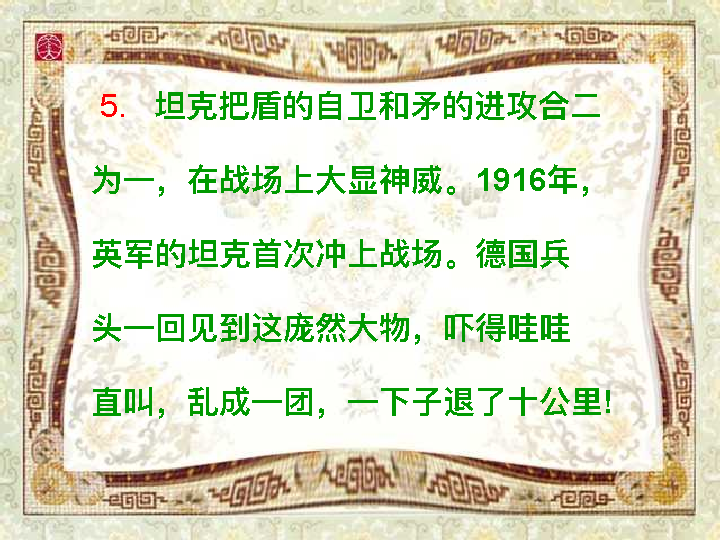 5. 坦克把盾的自卫和矛的进攻合二
为一，在战场上大显神威。1916年，
英军的坦克首次冲上战场。德国兵
头一回见到这庞然大物，吓得哇哇
直叫，乱成一团，一下子退了十公里!